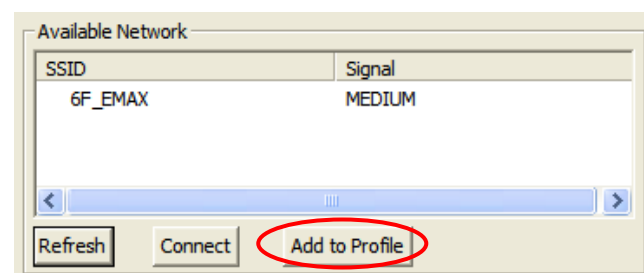 Available Network
SSID Signal
6F_EMAX MEDIUM
Refresh Connect Add to Profile